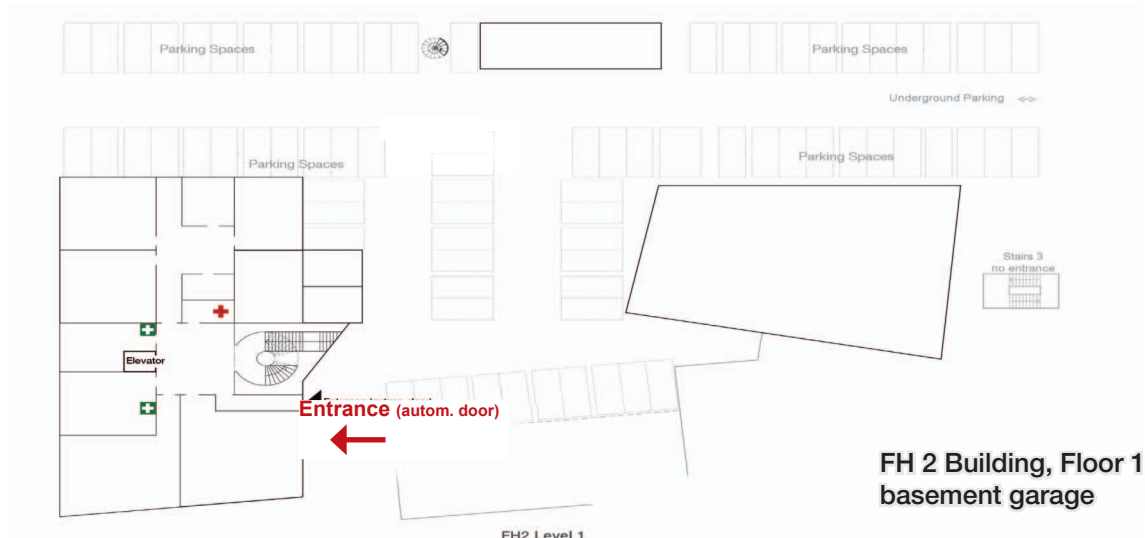 Parking Spaces
Parking Spaces
Underground Parking <->
Parking Spaces
Parking Spaces
Stairs 3
no entrance
Elevator
Entrance (autom. door)
FH 2 Building, Floor 1
basement garage
FH2 Level 1